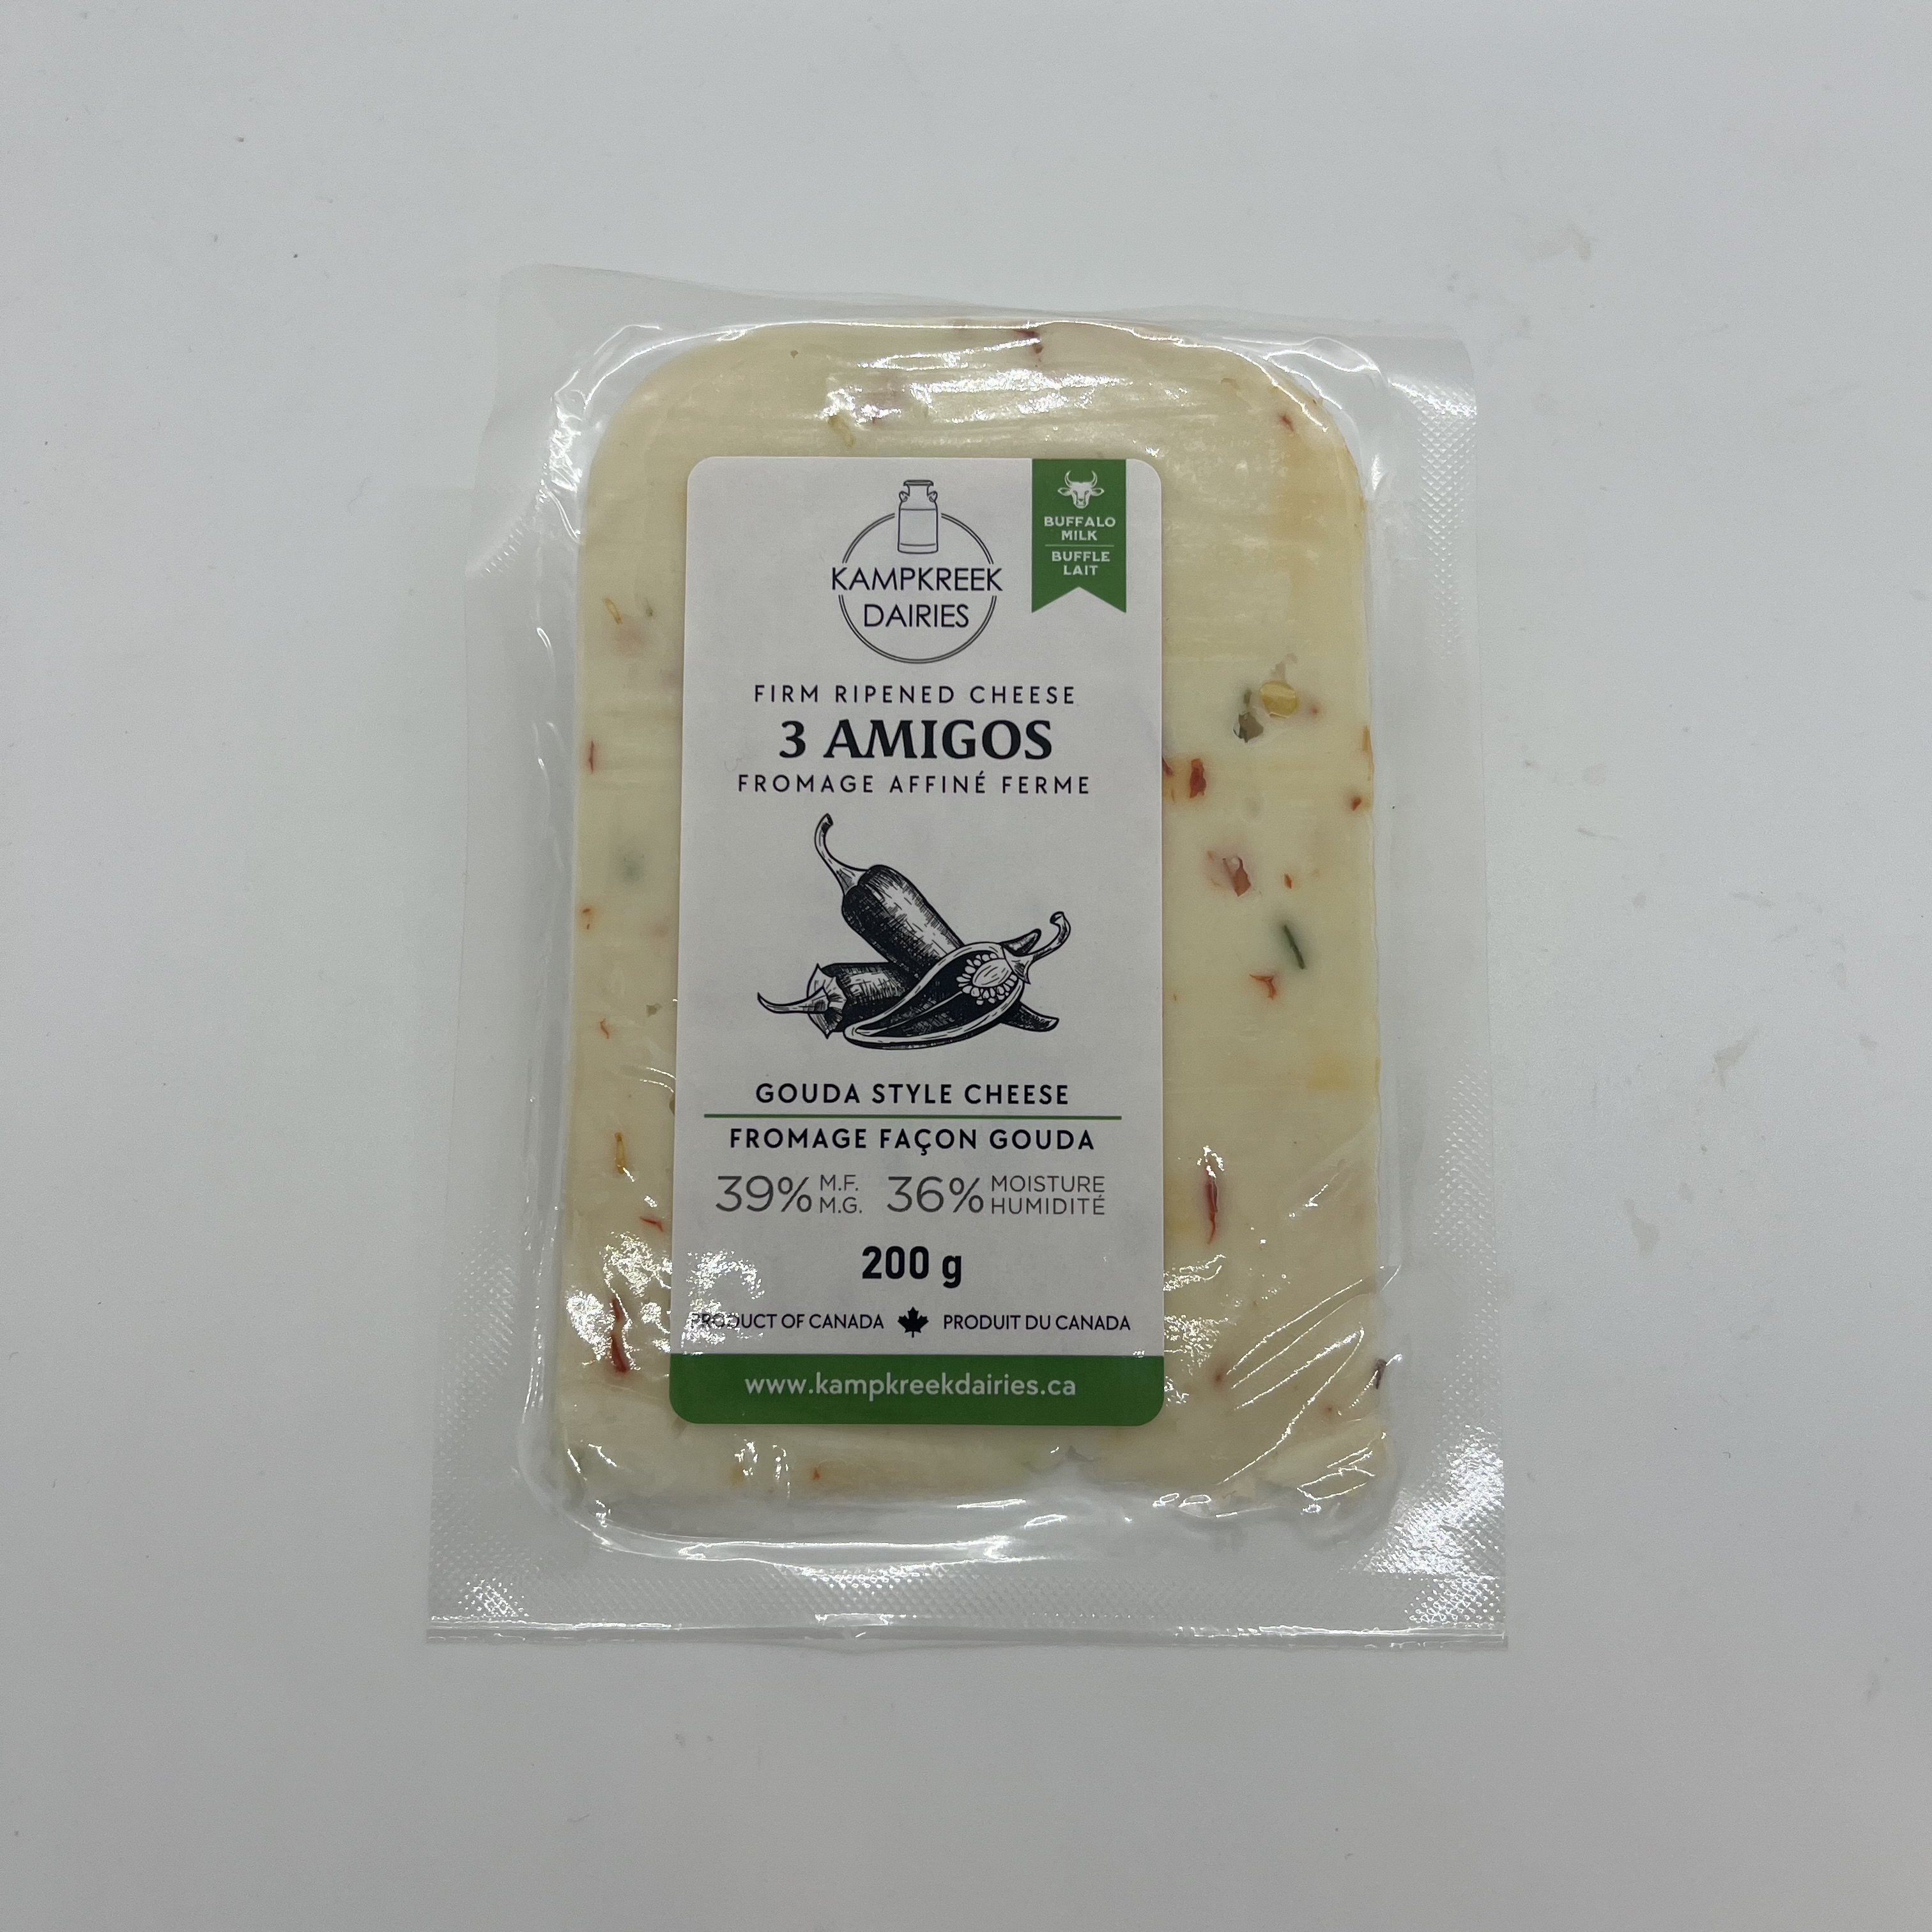 BUFFALO
MILK
BUFFLE
LAIT
KAMPKREEK
DAIRIES
FIRM RIPENED CHEESE
3 AMIGOS
FROMAGE AFFINÉ FERME
GOUDA STYLE CHEESE
FROMAGE FAÇON GOUDA
39% M.F. M.G. 36% MOISTURE HUMIDITÉ
200 g
PRODUCT OF CANADA PRODUIT DU CANADA
www.kampkreekdairies.ca